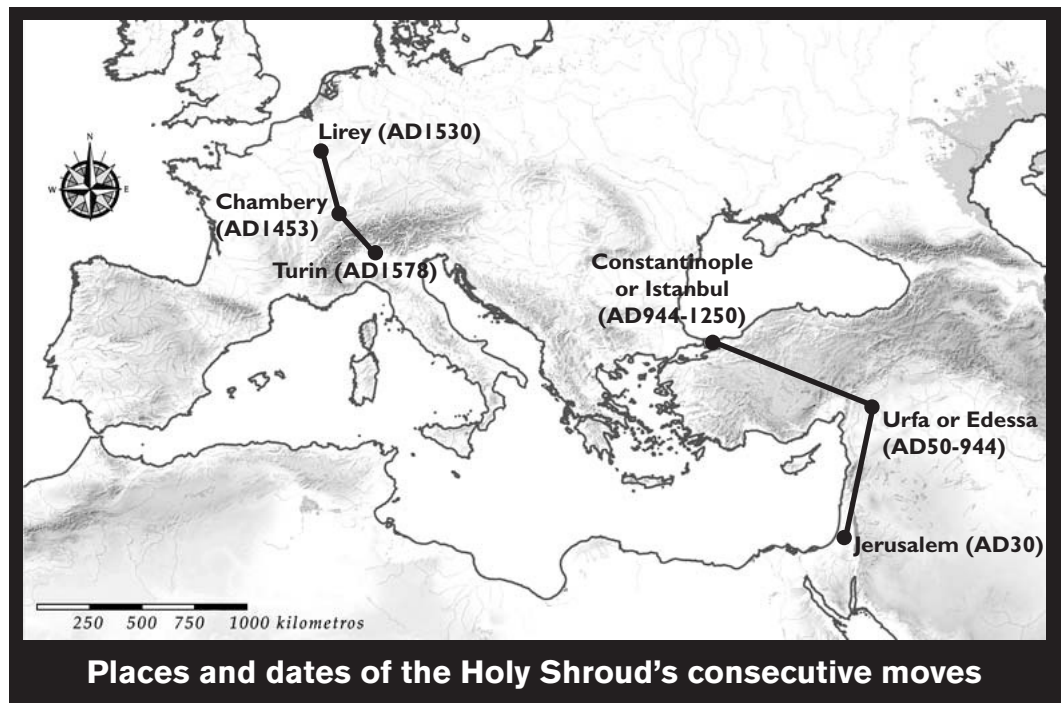 N
W E
S
Lirey (AD1530)
Chambery
(AD1453)
Turin (AD1578)
Constantinople
or Istanbul
(AD944-1250)
Urfa or Edessa
(AD50-944)
Jerusalem (AD30)
250 500 750 1000 kilometros
Places and dates of the Holy Shroud's consecutive moves